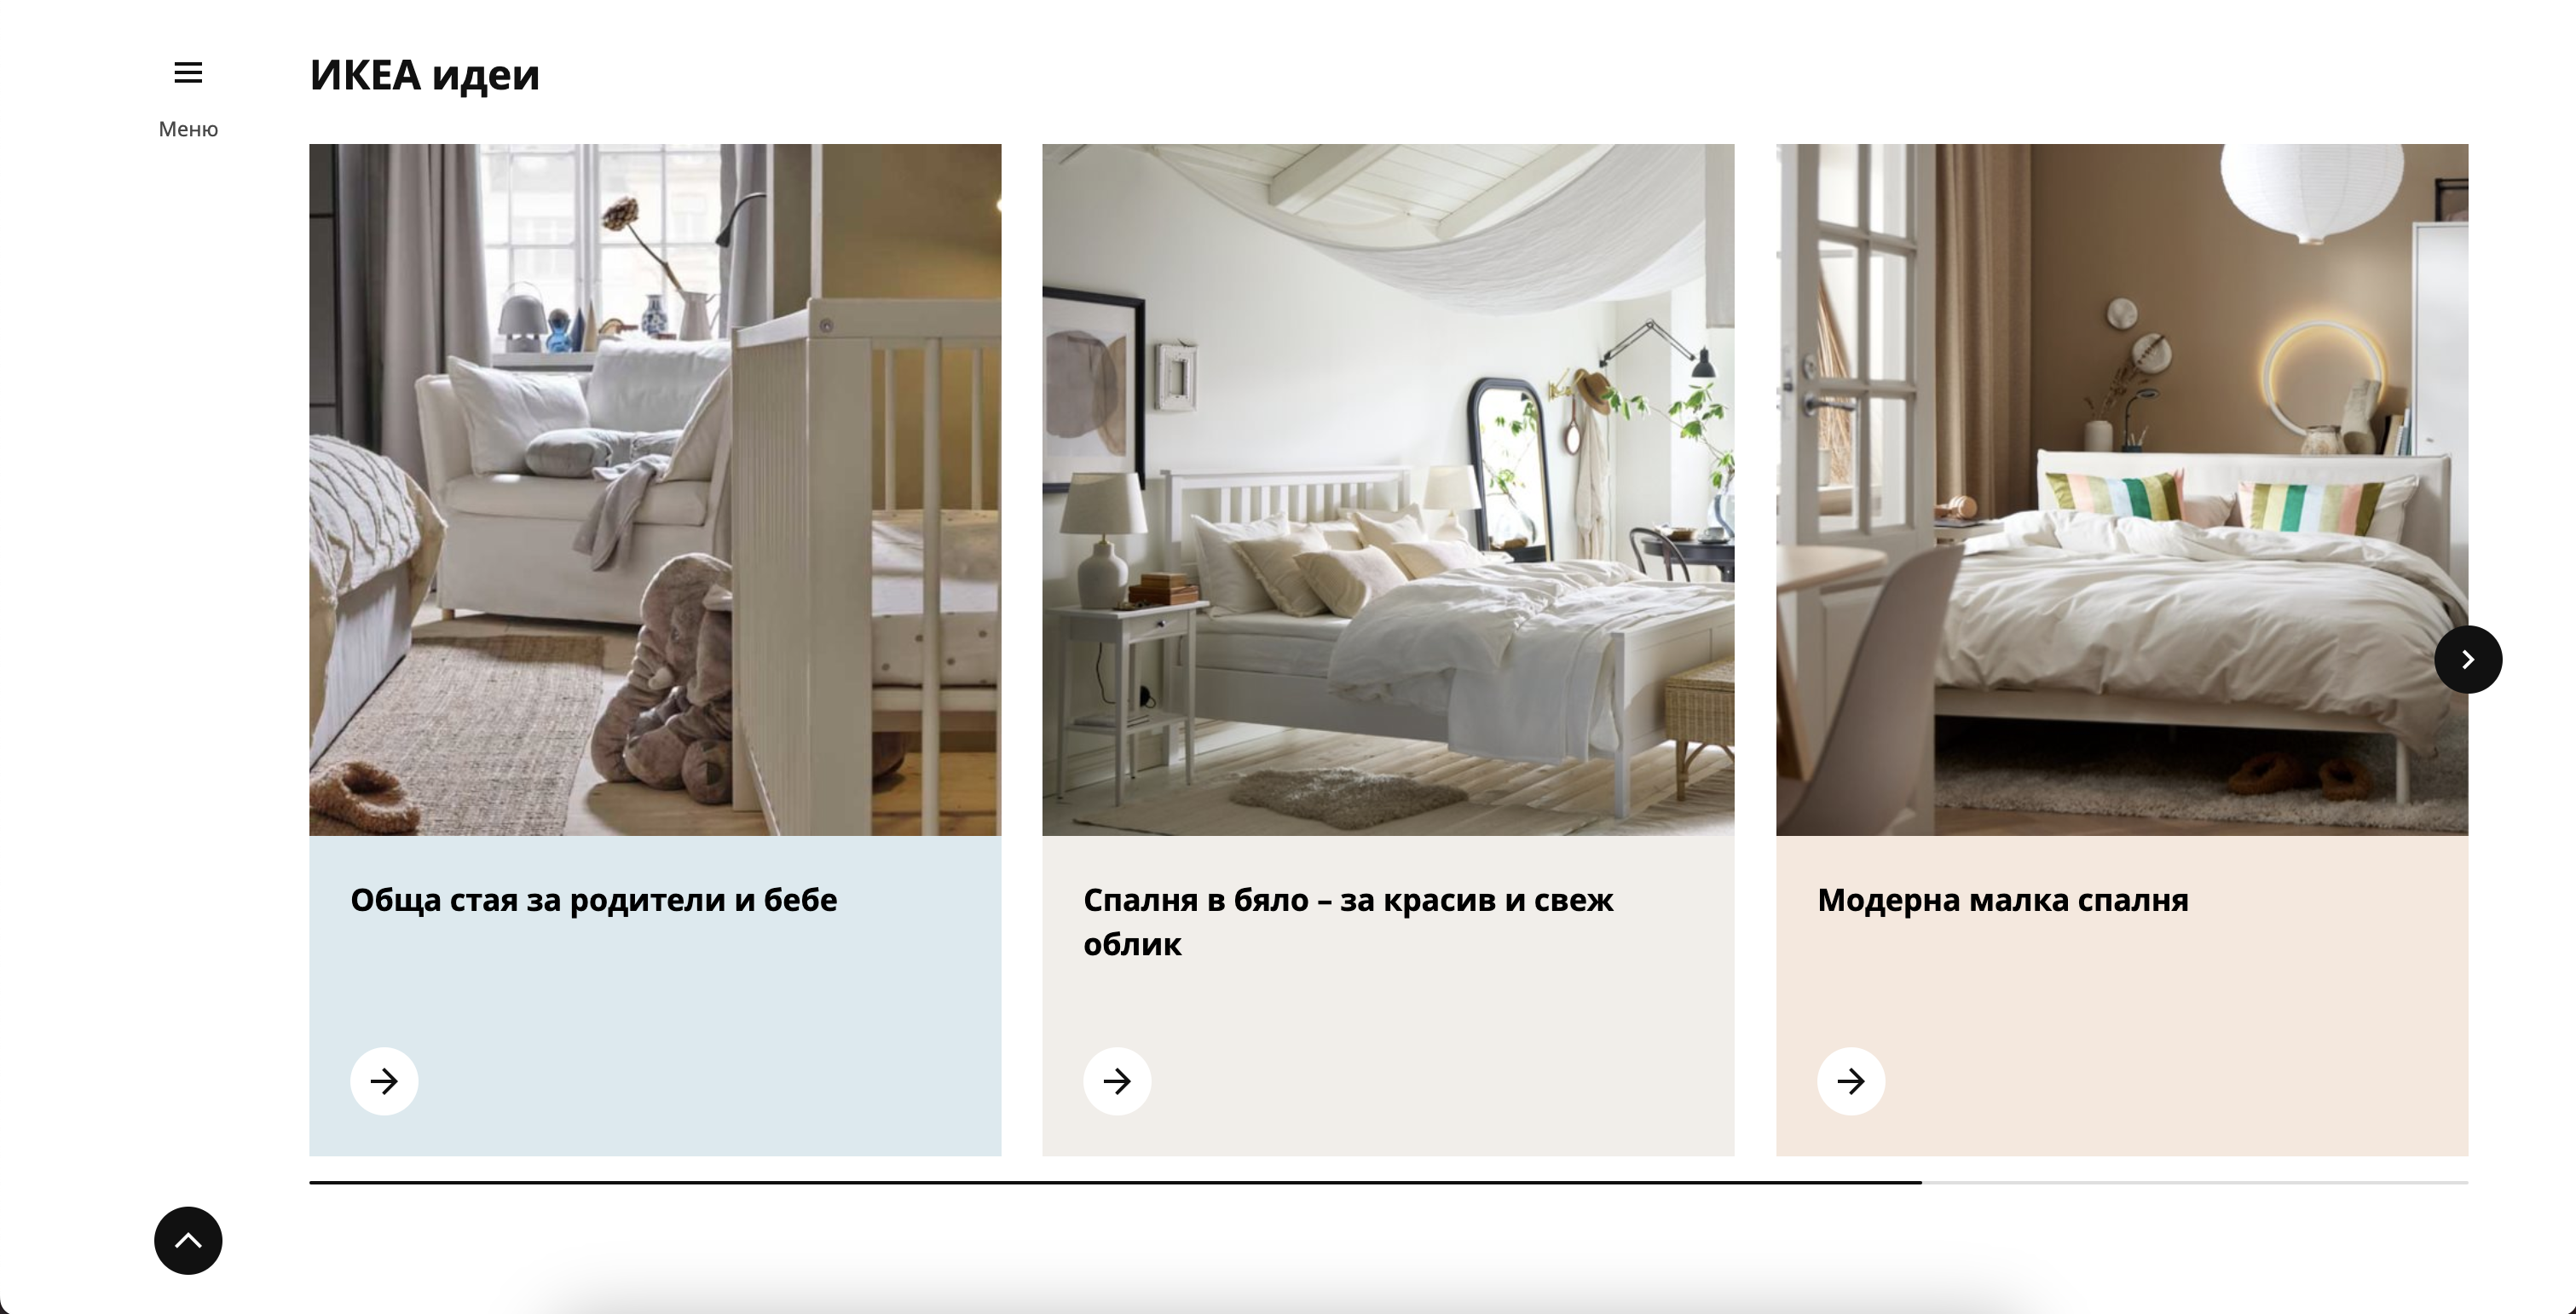 ИКЕА идеи
Меню
Обща стая за родители и бебе
Спалня в бяло – за красив и свеж
облик
Модерна малка спалня